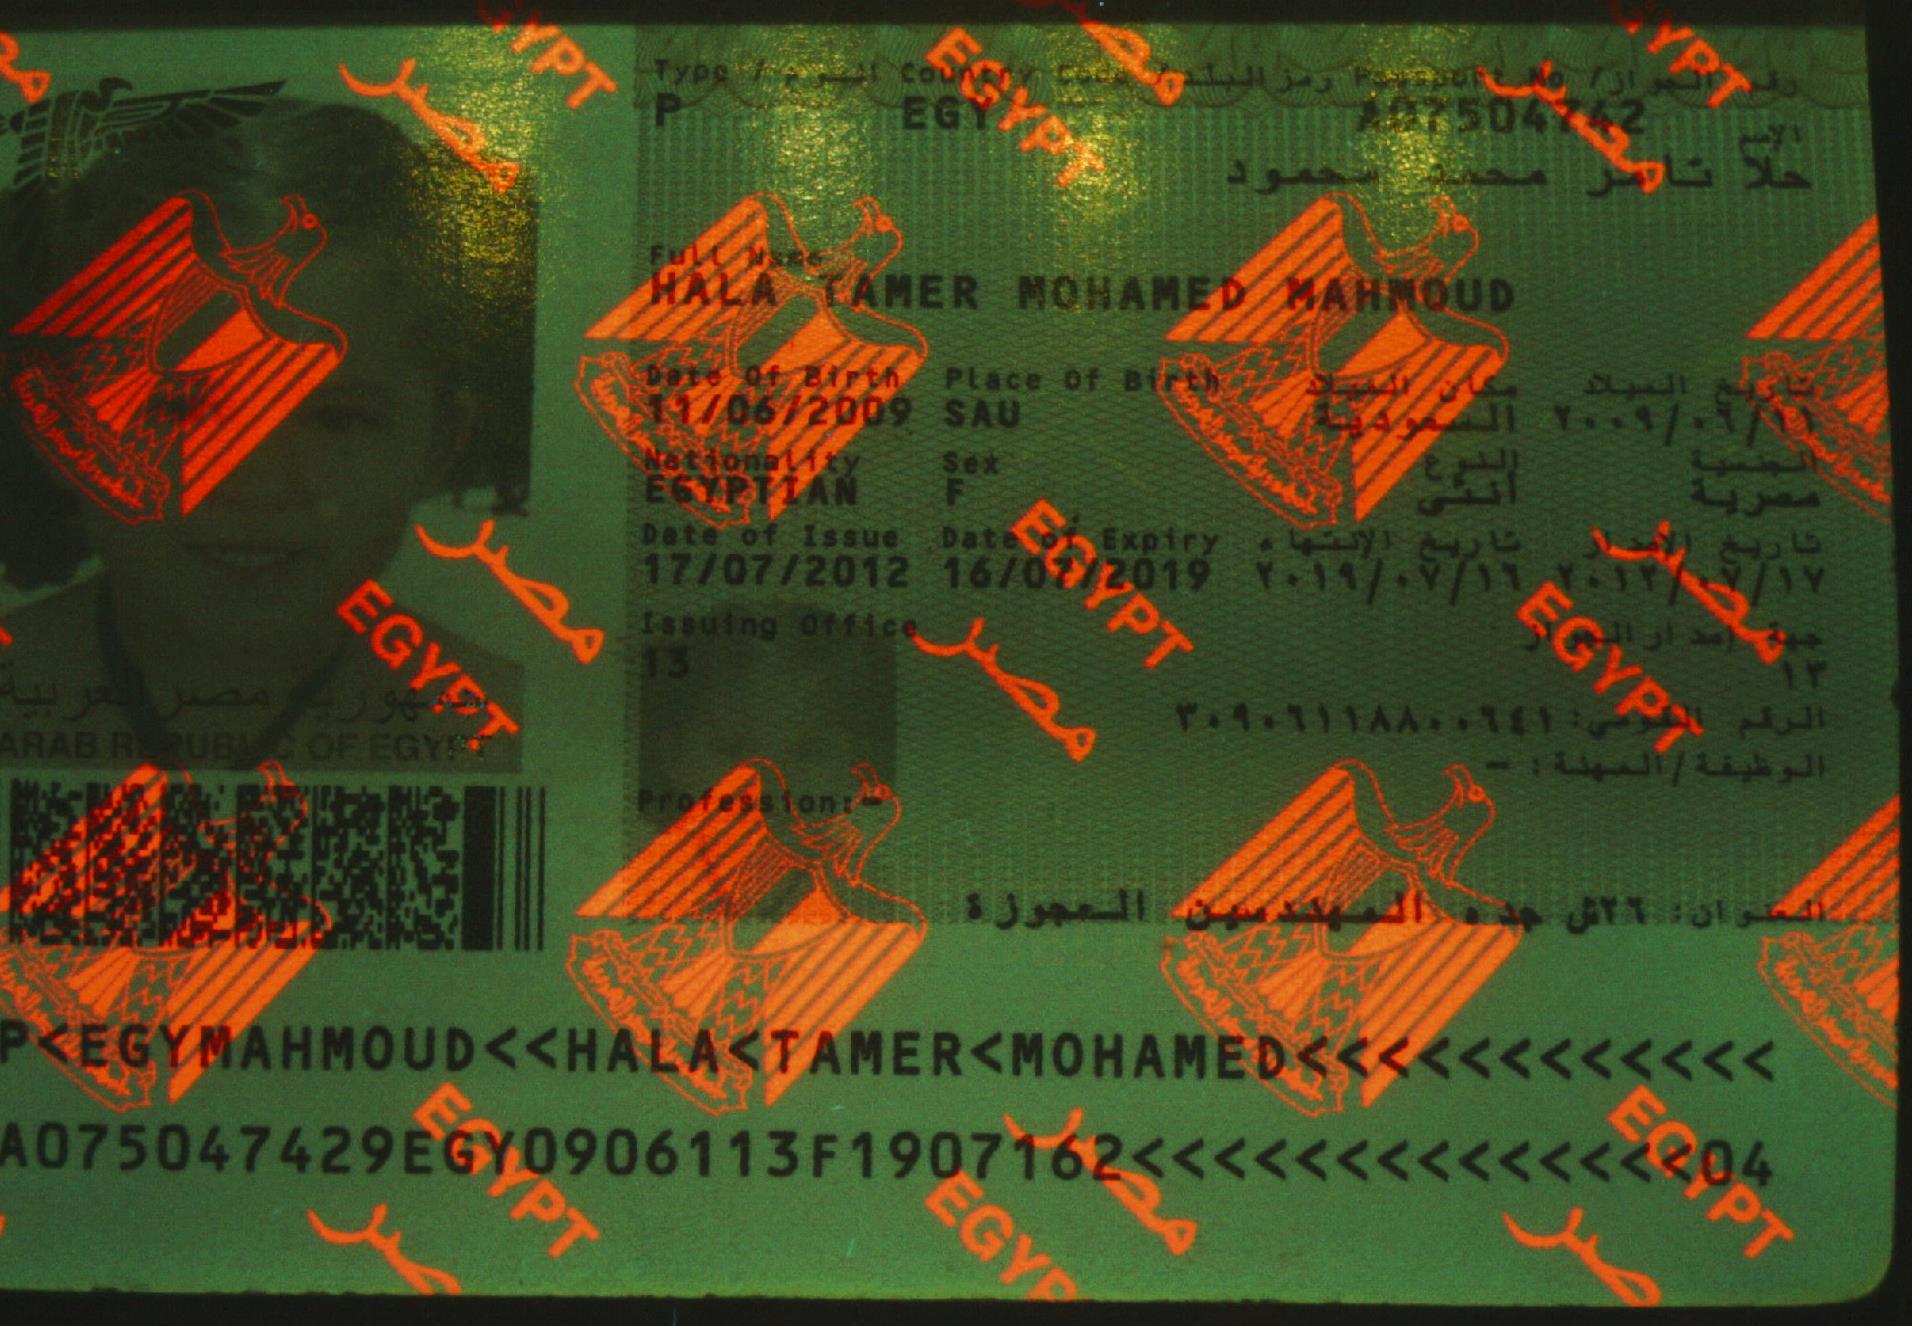 Type / النوع Country Code / رمز البلد Passport No / رقم الجواز
P EGY A07504742
الاسم
حلا تامر محمد محمود
Full Name
HALA TAMER MOHAMED MAHMOUD
Date Of Birth Place Of Birth مكان الميلاد تاريخ الميلاد
11/06/2009 SAU السعودية ٢٠٠٩/٠٦/١١
Nationality Sex النوع الجنسية
EGYPTIAN F أنثى مصرية
Date of Issue Date of Expiry تاريخ الإنتهاء تاريخ الإصدار
17/07/2012 16/07/2019 ٢٠١٩/٠٧/١٦ ٢٠١٢/٠٧/١٧
Issuing Office جهة إصدار الجواز
13 ١٣
الرقم القومي: ٣٠٩٠٦١١٨٨٠٠٦٤١
الوظيفة/المهنة: -
Profession:-
العنوان: ٢٦ش جده المهندسين العجوزة
جمهورية مصر العربية
ARAB REPUBLIC OF EGYPT
P<EGYMAHMOUD<<HALA<TAMER<MOHAMED<<<<<<<<<<<<
A075047429EGY0906113F1907162<<<<<<<<<<<<<<04
EGYPT
مصر